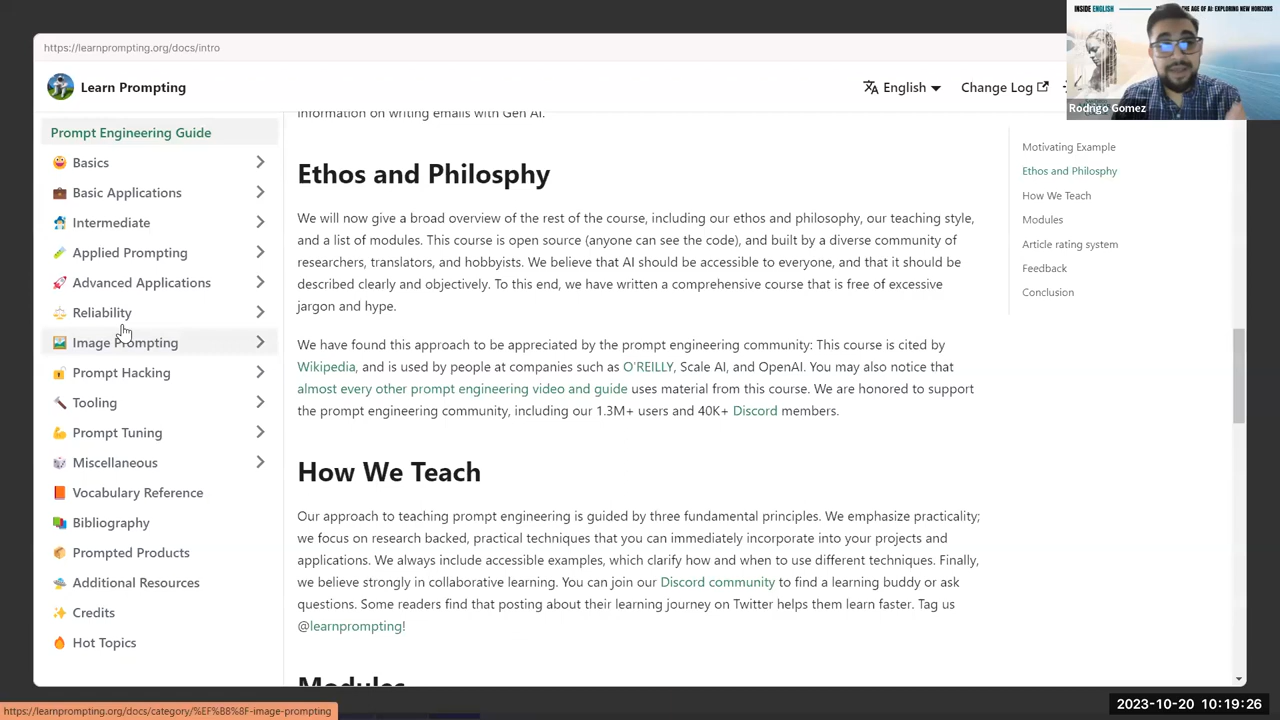 https://learnprompting.org/docs/intro
Learn Prompting
English
Change Log
INSIDE ENGLISH
THE AGE OF AI: EXPLORING NEW HORIZONS
Rodrigo Gomez
Prompt Engineering Guide
Basics
Basic Applications
Intermediate
Applied Prompting
Advanced Applications
Reliability
Image Prompting
Prompt Hacking
Tooling
Prompt Tuning
Miscellaneous
Vocabulary Reference
Bibliography
Prompted Products
Additional Resources
Credits
Hot Topics
information on writing emails with Gen AI.
Ethos and Philosphy
We will now give a broad overview of the rest of the course, including our ethos and philosophy, our teaching style,
and a list of modules. This course is open source (anyone can see the code), and built by a diverse community of
researchers, translators, and hobbyists. We believe that AI should be accessible to everyone, and that it should be
described clearly and objectively. To this end, we have written a comprehensive course that is free of excessive
jargon and hype.
We have found this approach to be appreciated by the prompt engineering community: This course is cited by
Wikipedia, and is used by people at companies such as O'REILLY, Scale AI, and OpenAI. You may also notice that
almost every other prompt engineering video and guide uses material from this course. We are honored to support
the prompt engineering community, including our 1.3M+ users and 40K+ Discord members.
How We Teach
Our approach to teaching prompt engineering is guided by three fundamental principles. We emphasize practicality;
we focus on research backed, practical techniques that you can immediately incorporate into your projects and
applications. We always include accessible examples, which clarify how and when to use different techniques. Finally,
we believe strongly in collaborative learning. You can join our Discord community to find a learning buddy or ask
questions. Some readers find that posting about their learning journey on Twitter helps them learn faster. Tag us
@learnprompting!
Modules
Motivating Example
Ethos and Philosphy
How We Teach
Modules
Article rating system
Feedback
Conclusion
https://learnprompting.org/docs/category/%EF%B8%8F-image-prompting
2023-10-20 10:19:26